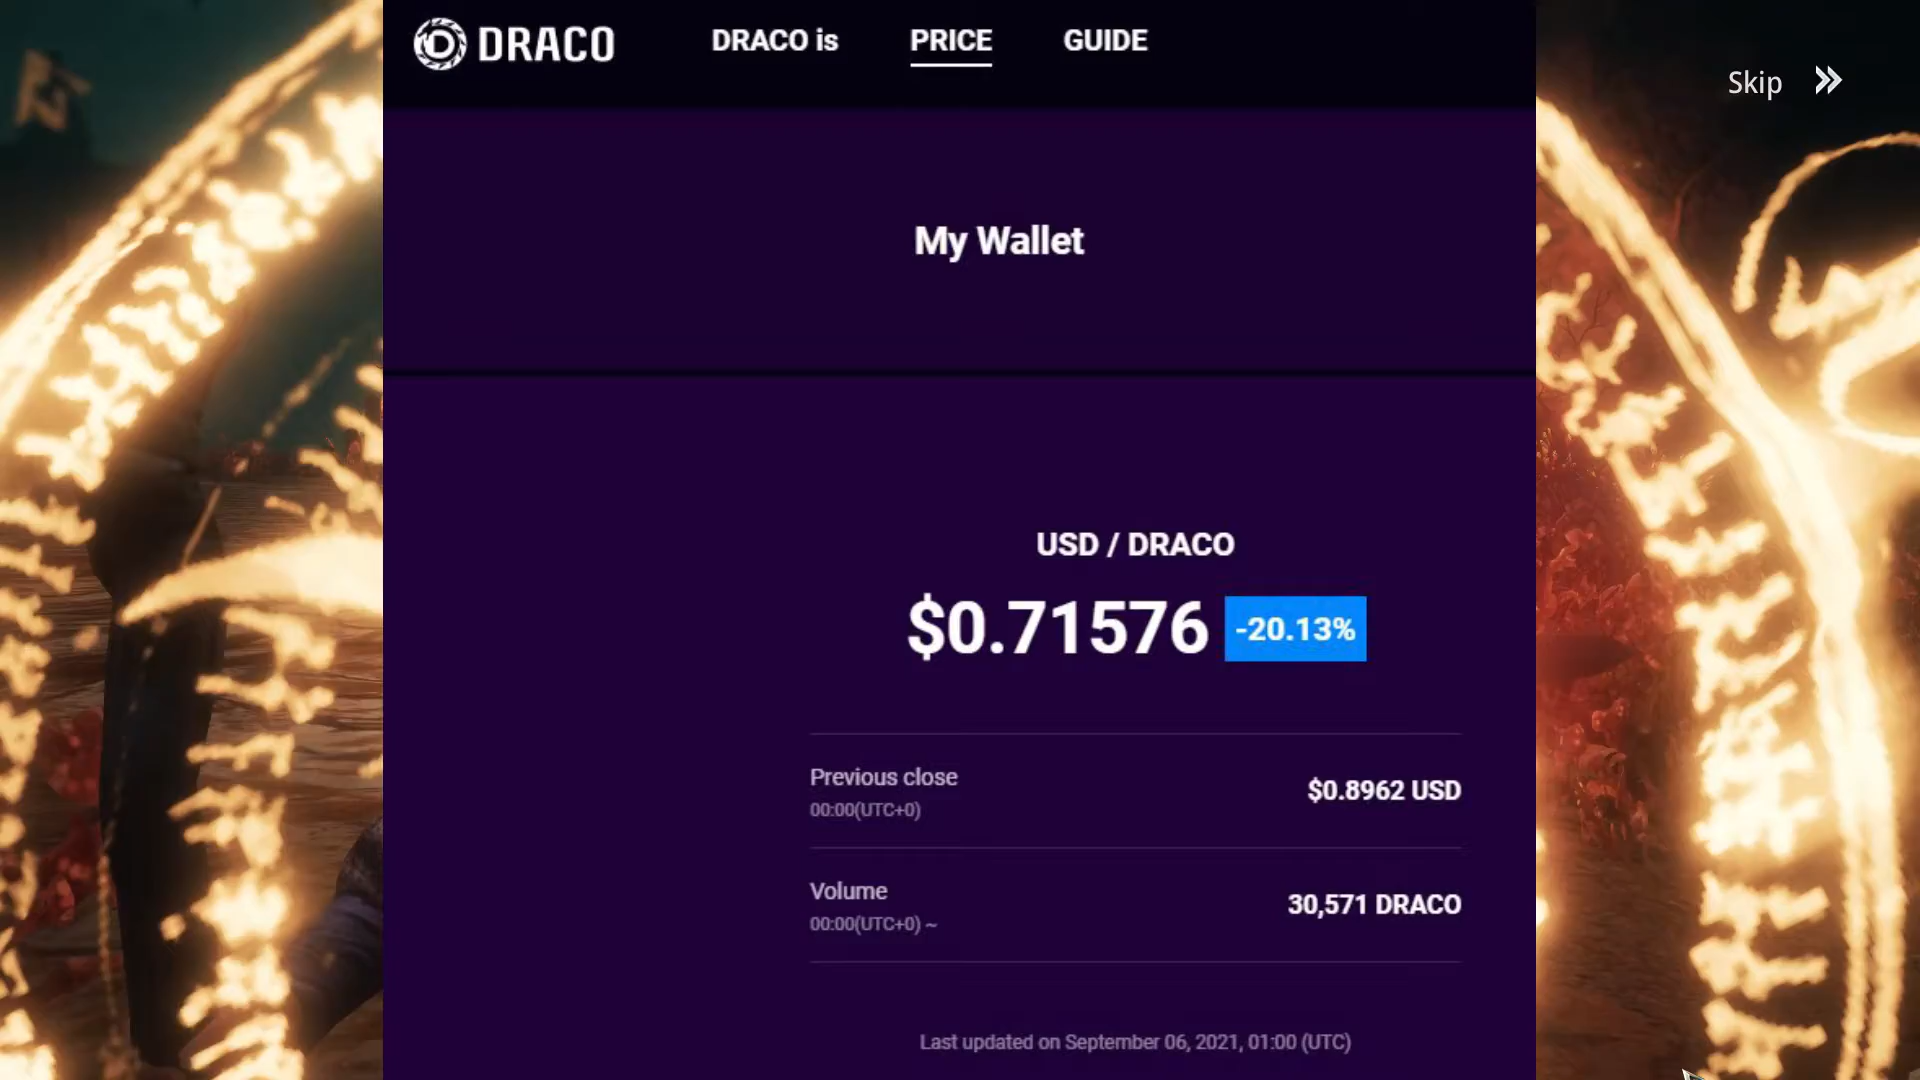 DRACO
DRACO is
PRICE
GUIDE
Skip
My Wallet
USD / DRACO
$0.71576
-20.13%
Previous close
$0.8962 USD
00:00(UTC+0)
Volume
30,571 DRACO
00:00(UTC+0) ~
Last updated on September 06, 2021, 01:00 (UTC)